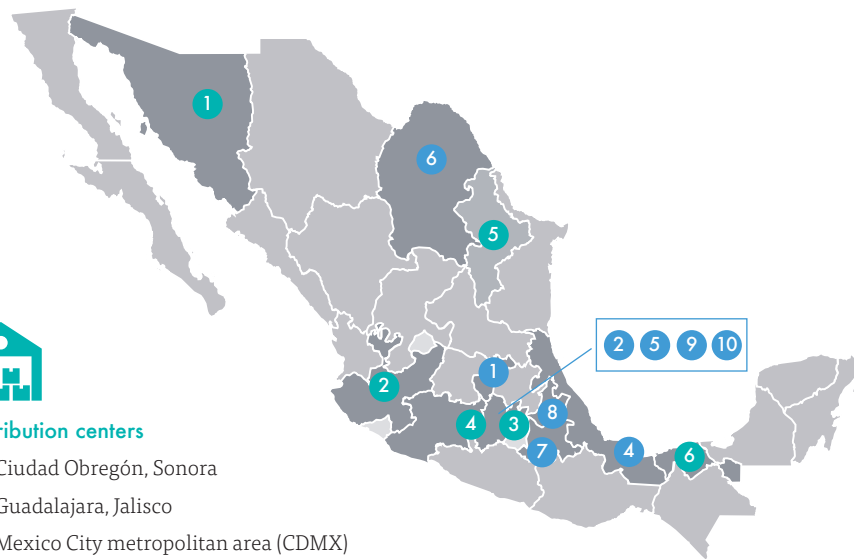 1
6
5
2 5 9 10
1
2
8
4
3
7
4
6
ribution centers
Ciudad Obregón, Sonora
Guadalajara, Jalisco
Mexico City metropolitan area (CDMX)